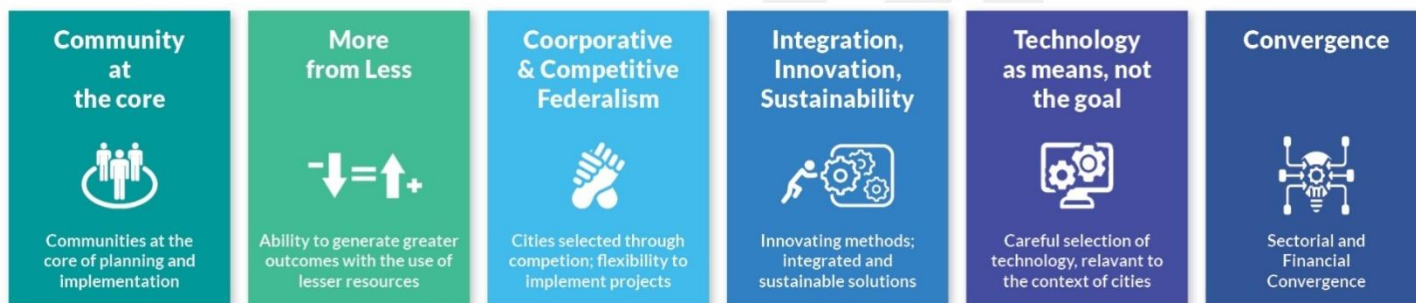 Community
at
the core
Communities at the
core of planning and
implementation
More
from Less
Ability to generate greater
outcomes with the use of
lesser resources
Coorporative
& Competitive
Federalism
Cities selected through
competion; flexibility to
implement projects
Integration,
Innovation,
Sustainability
Innovating methods;
integrated and
sustainable solutions
Technology
as means, not
the goal
Careful selection of
technology, relavant to
the context of cities
Convergence
Sectorial and
Financial
Convergence